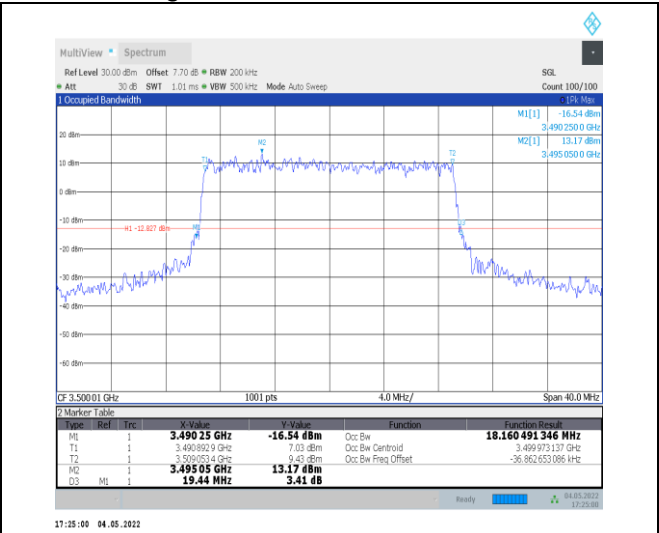 MultiView Spectrum
Ref Level 30.00 dBm Offset 7.70 dB RBW 200 kHz SGL
Att 30 dB SWT 1.01 ms VBW 500 kHz Mode Auto Sweep Count 100/100
1 Occupied Bandwidth 1Pk Max
M1[1] -16.54 dBm
3.490 250 0 GHz
M2[1] 13.17 dBm
3.495 050 0 GHz
20 dBm
M2
T1
T2
10 dBm
0 dBm
-10 dBm
H1 -12.827 dBm
-20 dBm
-30 dBm
-40 dBm
-50 dBm
-60 dBm
CF 3.500 01 GHz 1001 pts 4.0 MHz/ Span 40.0 MHz
2 Marker Table
Type Ref Trc X-Value Y-Value Function Function Result
M1 1 3.490 25 GHz -16.54 dBm Occ Bw 18.160 491 346 MHz
T1 1 3.490 892 9 GHz 7.03 dBm Occ Bw Centroid 3.499 973 137 GHz
T2 1 3.509 053 4 GHz 9.43 dBm Occ Bw Freq Offset -36.862 653 086 kHz
M2 1 3.495 05 GHz 13.17 dBm
D3 M1 1 19.44 MHz 3.41 dB
Ready 04.05.2022
17:25:00
17:25:00 04.05.2022